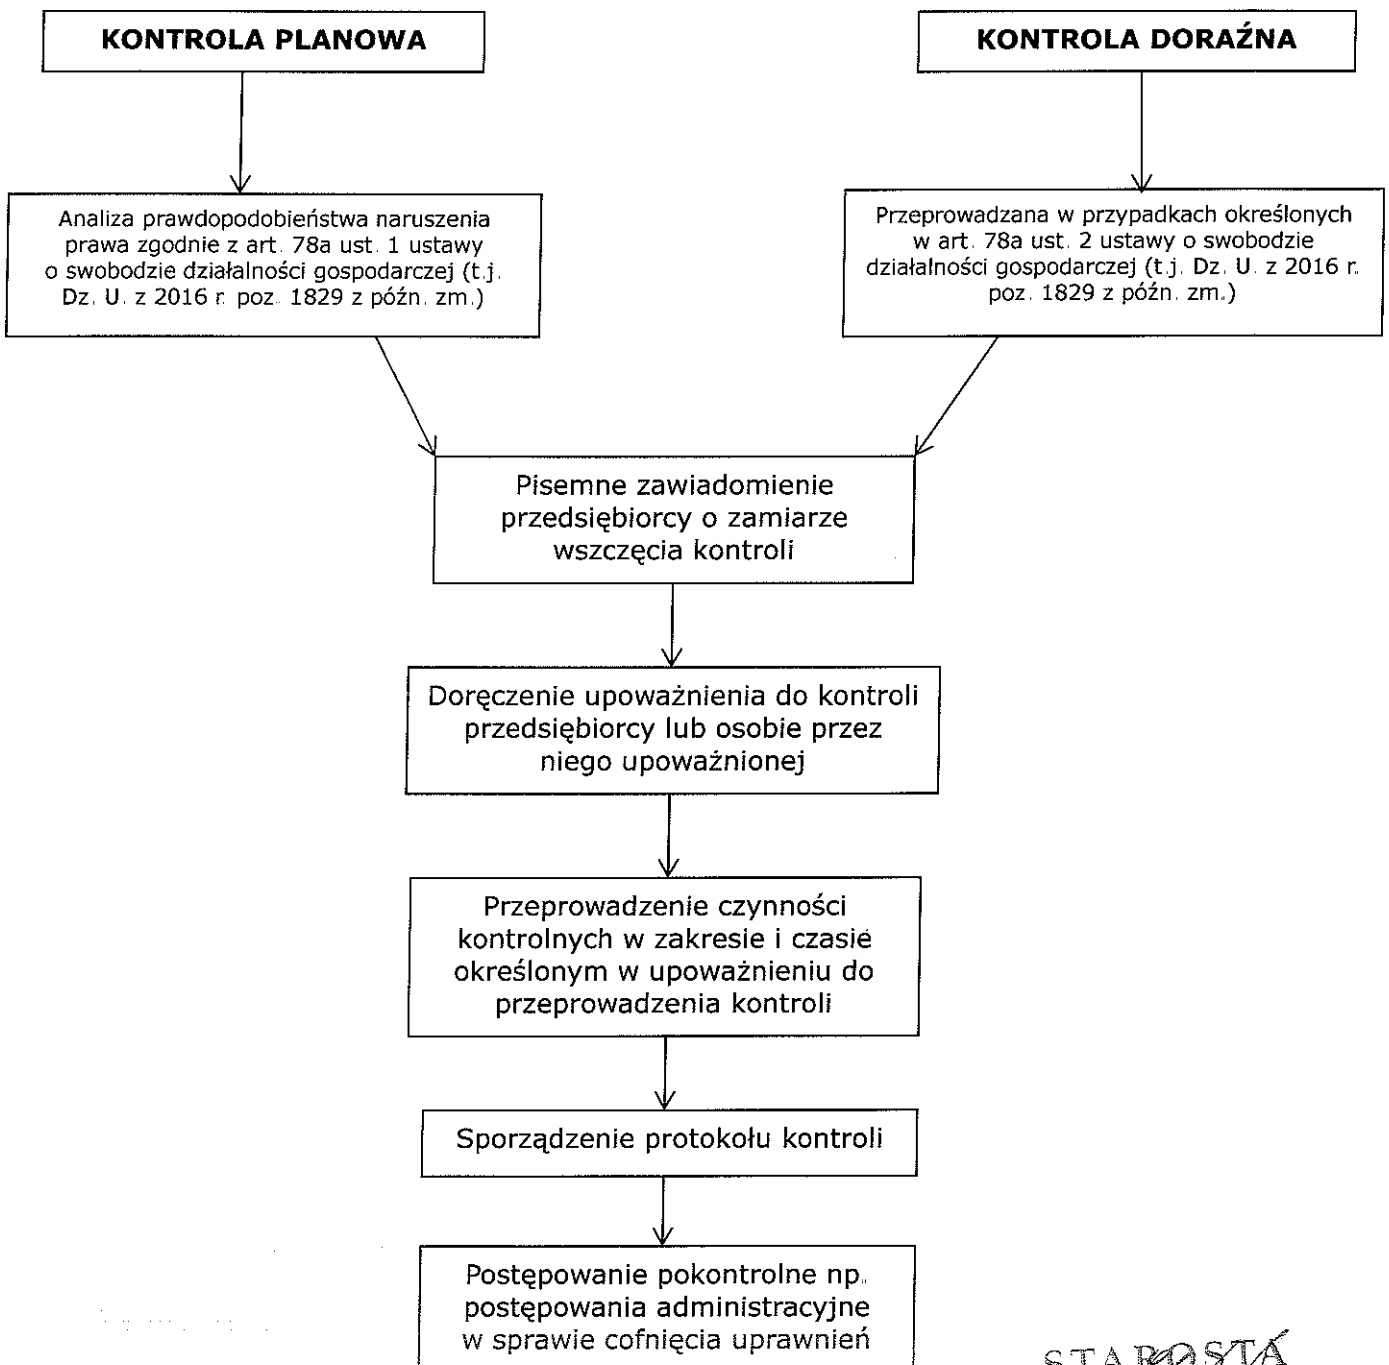 KONTROLA PLANOWA
KONTROLA DORAŹNA
Analiza prawdopodobieństwa naruszenia
prawa zgodnie z art. 78a ust. 1 ustawy
o swobodzie działalności gospodarczej (t.j.
Dz. U. z 2016 r. poz. 1829 z późn. zm.)
Przeprowadzana w przypadkach określonych
w art. 78a ust. 2 ustawy o swobodzie
działalności gospodarczej (t.j. Dz. U. z 2016 r.
poz. 1829 z późn. zm.)
Pisemne zawiadomienie
przedsiębiorcy o zamiarze
wszczęcia kontroli
Doręczenie upoważnienia do kontroli
przedsiębiorcy lub osobie przez
niego upoważnionej
Przeprowadzenie czynności
kontrolnych w zakresie i czasie
określonym w upoważnieniu do
przeprowadzenia kontroli
Sporządzenie protokołu kontroli
Postępowanie pokontrolne np.
postępowania administracyjne
w sprawie cofnięcia uprawnień
STAROSTA